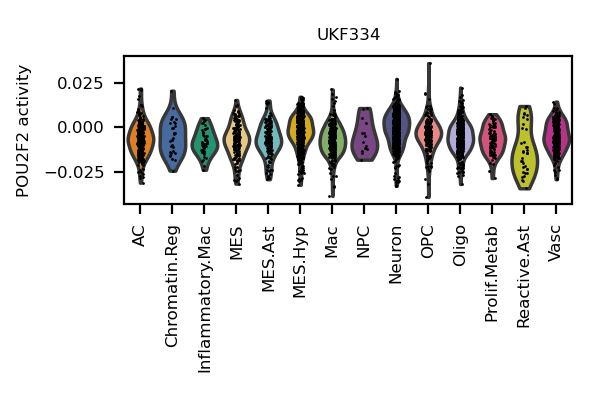 UKF334
POU2F2 activity
0.025
0.000
−0.025
AC
Chromatin.Reg
Inflammatory.Mac
MES
MES.Ast
MES.Hyp
Mac
NPC
Neuron
OPC
Oligo
Prolif.Metab
Reactive.Ast
Vasc